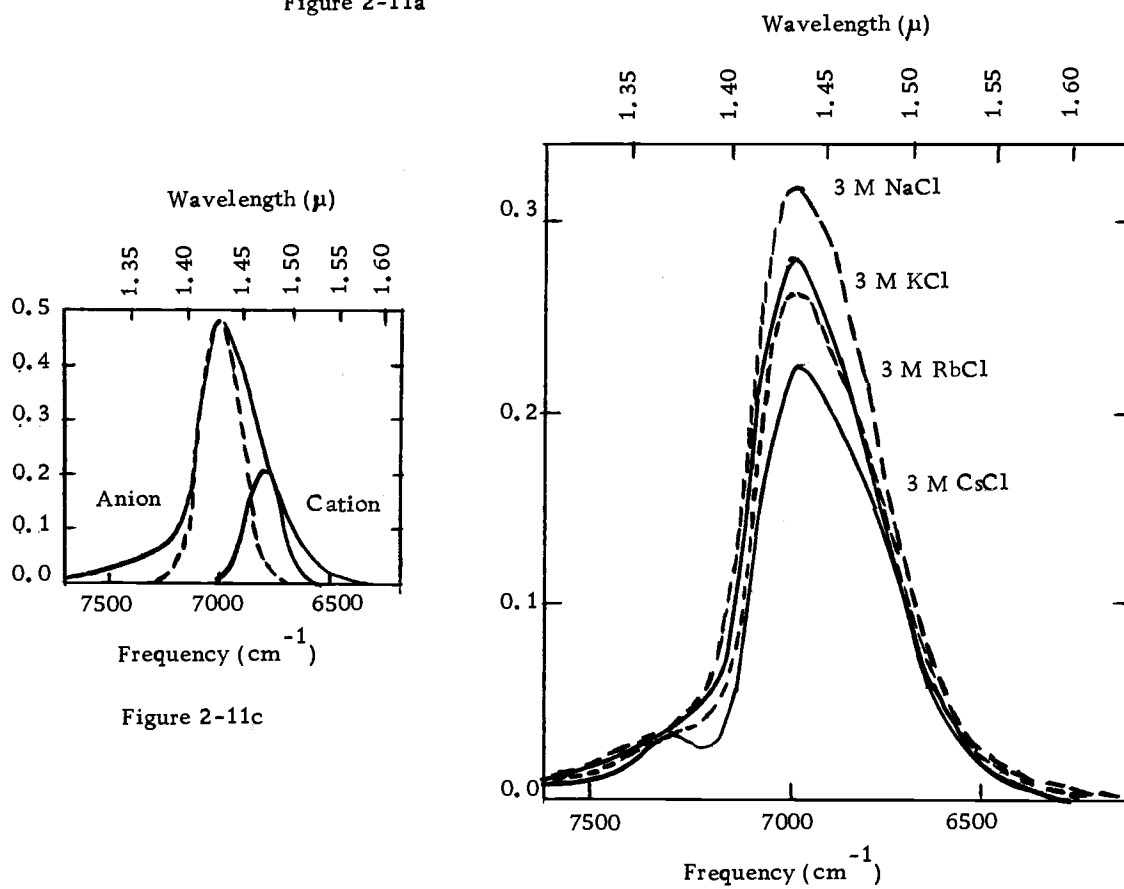 Figure 2-11a
Wavelength (μ)
1.35
1.40
1.45
1.50
1.55
1.60
0.5
0.4
0.3
0.2
0.1
0.0
Anion
Cation
7500
7000
6500
Frequency (cm⁻¹)
Figure 2-11c
Wavelength (μ)
1.35
1.40
1.45
1.50
1.55
1.60
0.3
0.2
0.1
0.0
3 M NaCl
3 M KCl
3 M RbCl
3 M CsCl
7500
7000
6500
Frequency (cm⁻¹)